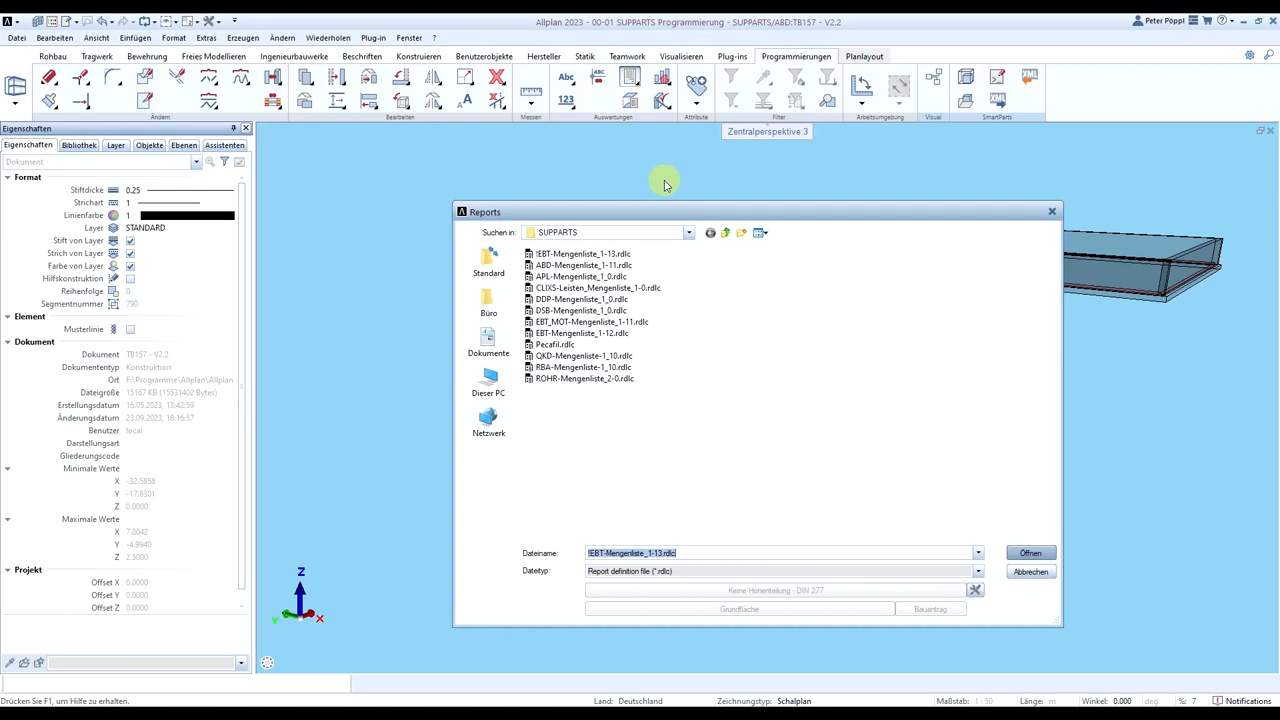 Allplan 2023 - 00-01 SUPPARTS Programmierung - SUPPARTS/ABD:TB157 - V2.2
Peter Pöppl
Datei Bearbeiten Ansicht Einfügen Format Extras Erzeugen Ändern Wiederholen Plug-in Fenster ?
Rohbau Tragwerk Bewehrung Freies Modellieren Ingenieurbauwerke Beschriften Konstruieren Benutzerobjekte Hersteller Statik Teamwork Visualisieren Plug-ins Programmierungen Planlayout
Abc ABC XML
A 123
Ändern Bearbeiten Messen Auswertungen Attribute Filter Arbeitsumgebung Visual SmartParts
Eigenschaften
Zentralperspektive:3
Eigenschaften Bibliothek Layer Objekte Ebenen Assistenten
Dokument
Format
Stiftdicke 0.25
Strichart 1
Linienfarbe 1
Layer STANDARD
Stift von Layer
Strich von Layer
Farbe von Layer
Hilfskonstruktion
Reihenfolge 0
Segmentnummer 790
Element
Musterlinie
Dokument
Dokument TB157 - V2.2
Dokumententyp Konstruktion
Ort F:\Programme\Allplan\Allplan
Dateigröße 15167 KB (15531402 Bytes)
Erstellungsdatum 16.05.2023, 13:42:59
Änderungsdatum 23.09.2023, 18:16:57
Benutzer local
Darstellungsart
Gliederungscode
Minimale Werte
X -32.5858
Y -17.8301
Z 0.0000
Maximale Werte
X 7.8042
Y -4.9940
Z 2.5000
Projekt
Offset X 0.0000
Offset Y 0.0000
Offset Z 0.0000
Reports
Suchen in: SUPPARTS
Standard
Büro
Dokumente
Dieser PC
Netzwerk
!EBT-Mengenliste_1-13.rdlc
ABD-Mengenliste_1-11.rdlc
APL-Mengenliste_1_0.rdlc
CLIXS-Leisten_Mengenliste_1-0.rdlc
DDP-Mengenliste_1_0.rdlc
DSB-Mengenliste_1_0.rdlc
EBT_MOT-Mengenliste_1-11.rdlc
EBT-Mengenliste_1-12.rdlc
Pecafil.rdlc
QKD-Mengenliste-1_10.rdlc
RBA-Mengenliste-1_10.rdlc
ROHR-Mengenliste_2-0.rdlc
Dateiname: !EBT-Mengenliste_1-13.rdlc Öffnen
Dateityp: Report definition file (*.rdlc) Abbrechen
Keine Höhenteilung - DIN 277
Grundfläche Bauantrag
Z
Y X
Drücken Sie F1, um Hilfe zu erhalten. Land: Deutschland Zeichnungstyp: Schalplan Maßstab: 1 : 50 Länge: m Winkel: 0.000 deg %: 7 Notifications